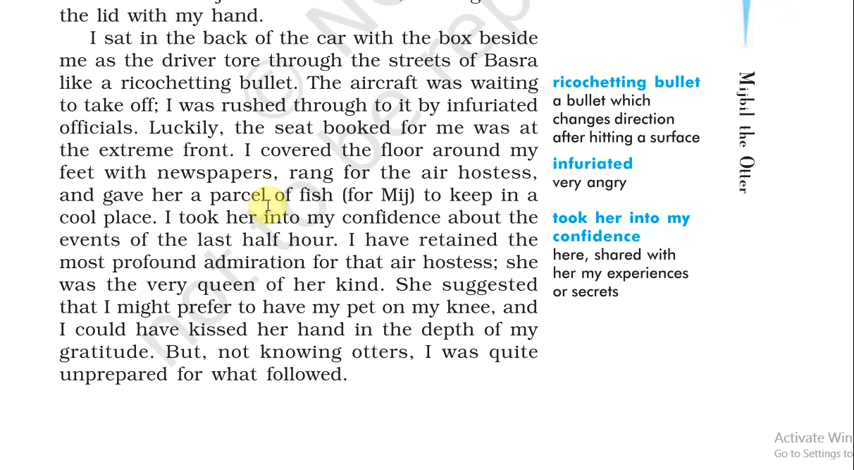 the lid with my hand.
I sat in the back of the car with the box beside
me as the driver tore through the streets of Basra
like a ricochetting bullet. The aircraft was waiting
to take off; I was rushed through to it by infuriated
officials. Luckily, the seat booked for me was at
the extreme front. I covered the floor around my
feet with newspapers, rang for the air hostess,
and gave her a parcel of fish (for Mij) to keep in a
cool place. I took her into my confidence about the
events of the last half hour. I have retained the
most profound admiration for that air hostess; she
was the very queen of her kind. She suggested
that I might prefer to have my pet on my knee, and
I could have kissed her hand in the depth of my
gratitude. But, not knowing otters, I was quite
unprepared for what followed.
ricochetting bullet
a bullet which
changes direction
after hitting a surface
infuriated
very angry
took her into my
confidence
here, shared with
her my experiences
or secrets
Mijbil the Otter
not to be rep
Activate Win
Go to Settings to